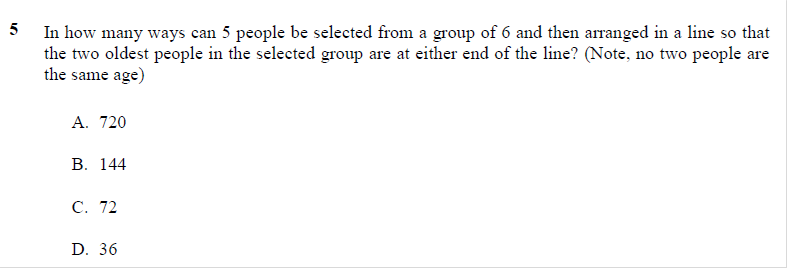 5 In how many ways can 5 people be selected from a group of 6 and then arranged in a line so that
the two oldest people in the selected group are at either end of the line? (Note, no two people are
the same age)
A. 720
B. 144
C. 72
D. 36